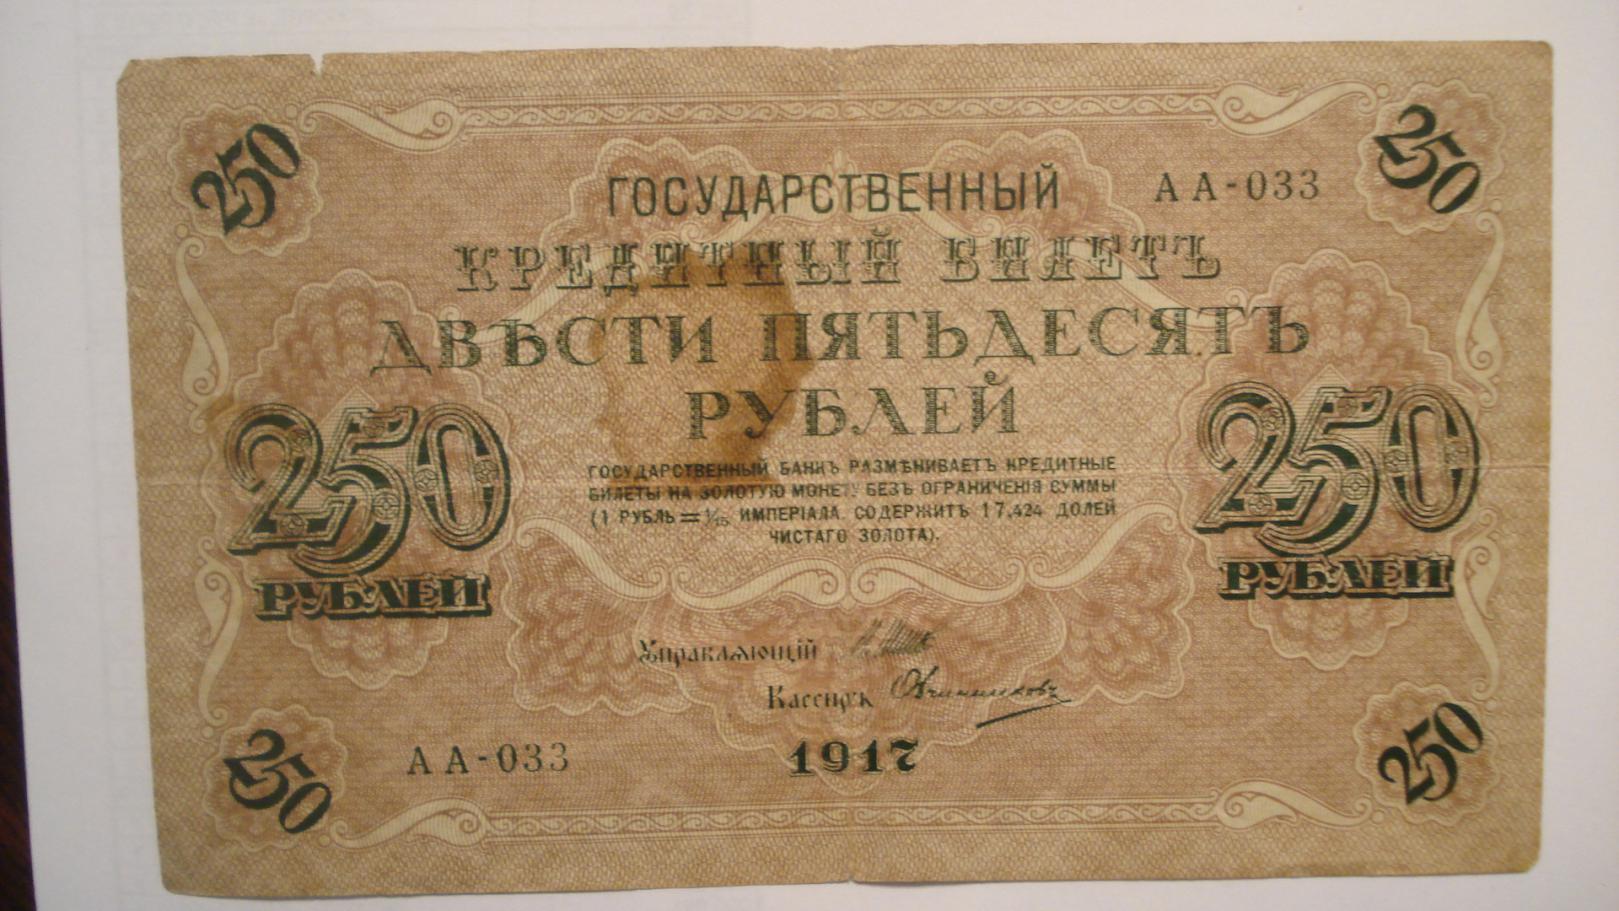 250
250
ГОСУДАРСТВЕННЫЙ
АА-033
КРЕДИТНЫЙ БИЛЕТЪ
ДВѢСТИ ПЯТЬДЕСЯТЪ
РУБЛЕЙ
250
РУБЛЕЙ
ГОСУДАРСТВЕННЫЙ БАНКЪ РАЗМѢНИВАЕТЪ КРЕДИТНЫЕ
БИЛЕТЫ НА ЗОЛОТУЮ МОНЕТУ БЕЗЪ ОГРАНИЧЕНІЯ СУММЫ
(1 РУБЛЬ = 1/15 ИМПЕРІАЛА, СОДЕРЖИТЪ 17,424 ДОЛЕЙ
ЧИСТАГО ЗОЛОТА).
250
РУБЛЕЙ
Управляющій
Кассиръ Овчинниковъ
АА-033
1917
250
250